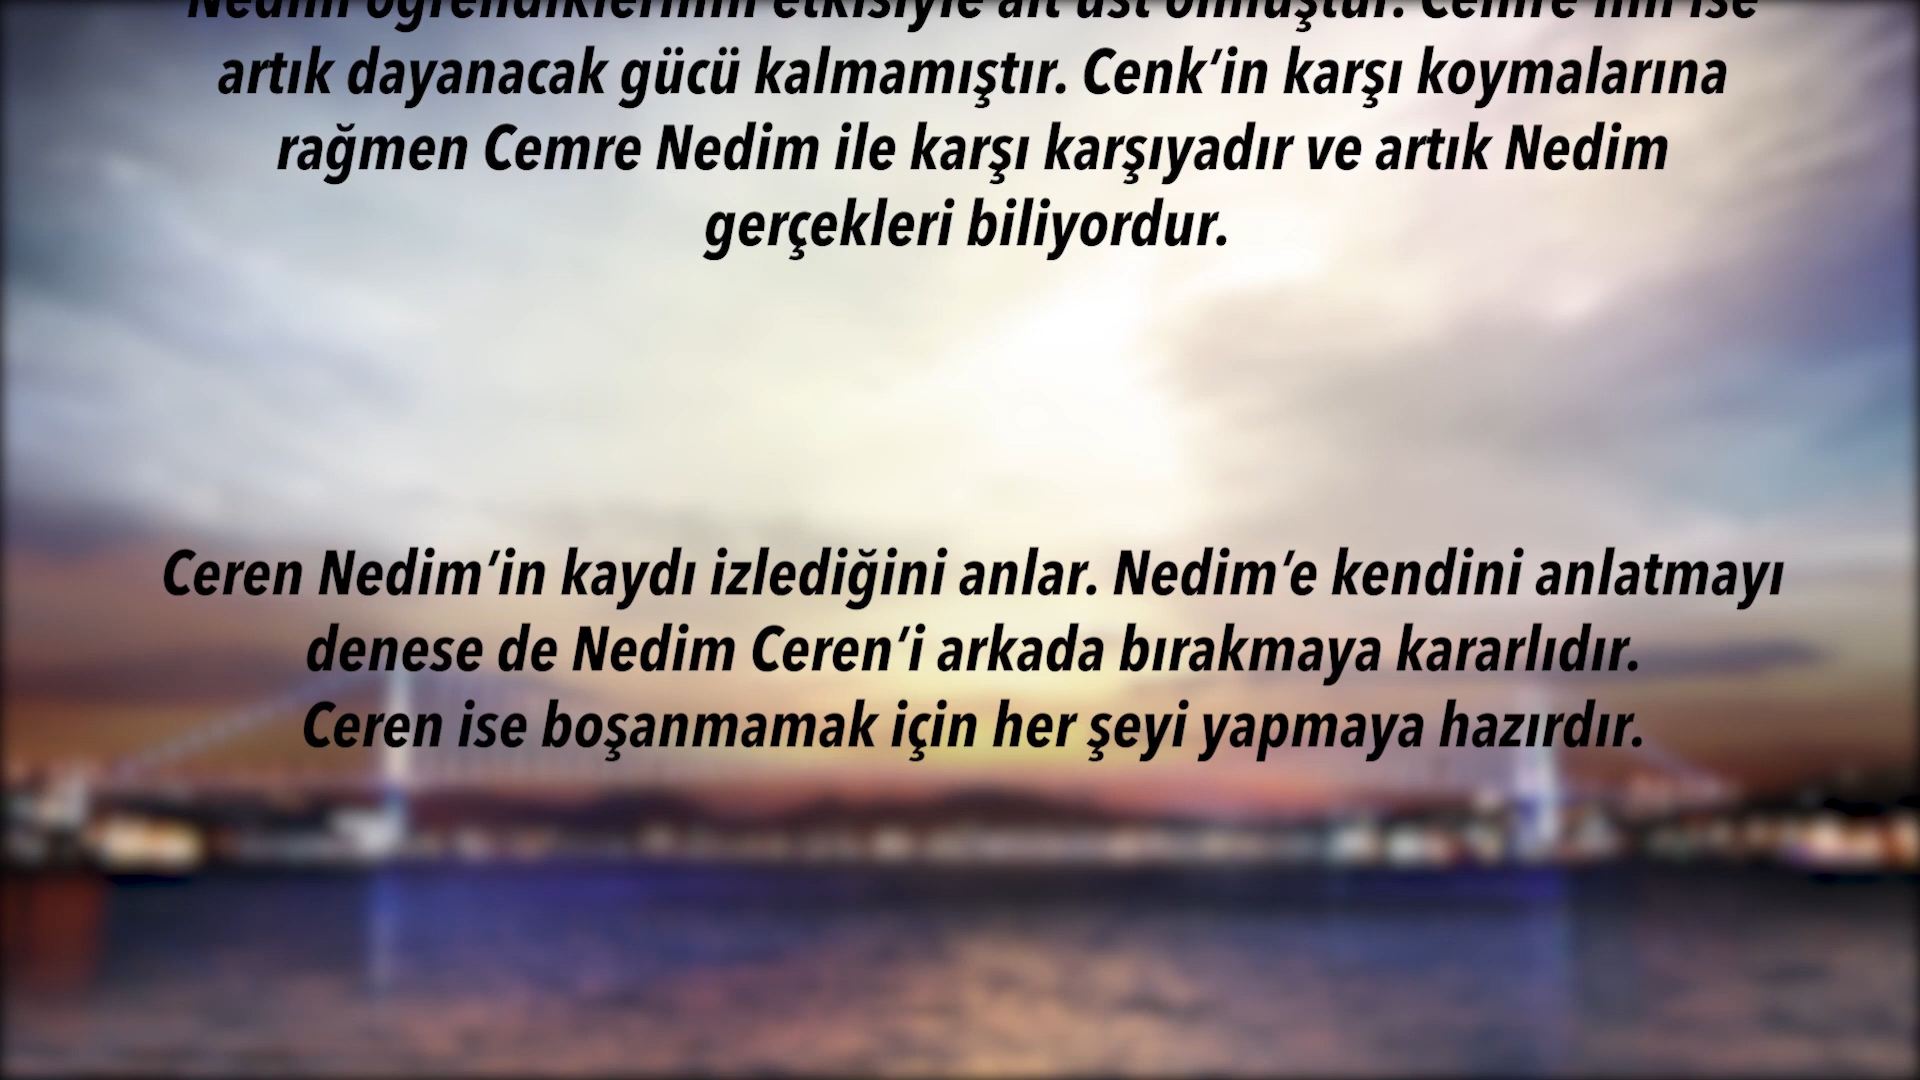 Nedim öğrendiklerinin etkisiyle alt üst olmuştur. Cemre'nin ise
artık dayanacak gücü kalmamıştır. Cenk’in karşı koymalarına
rağmen Cemre Nedim ile karşı karşıyadır ve artık Nedim
gerçekleri biliyordur.
Ceren Nedim’in kaydı izlediğini anlar. Nedim’e kendini anlatmayı
denese de Nedim Ceren’i arkada bırakmaya kararlıdır.
Ceren ise boşanmamak için her şeyi yapmaya hazırdır.